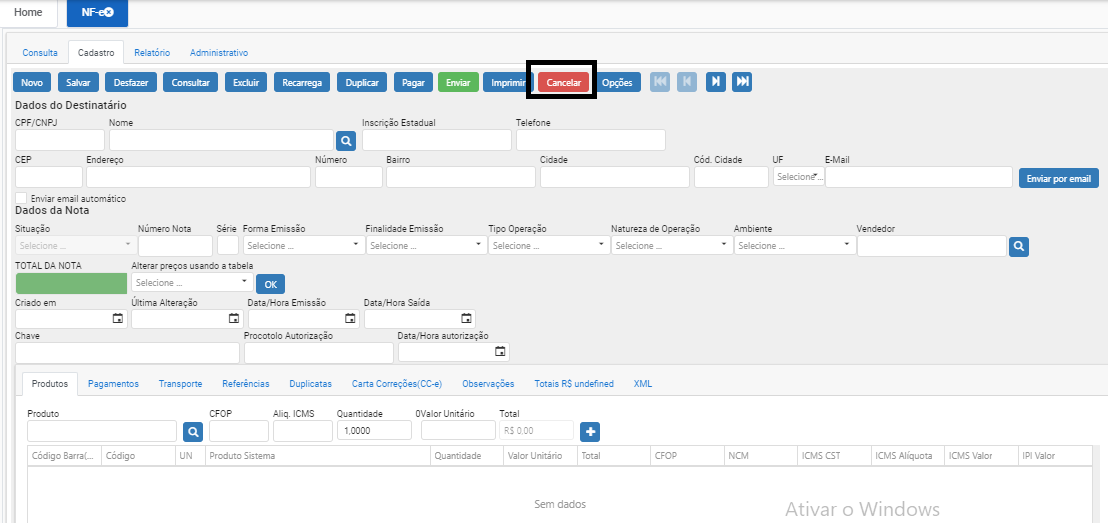 Home NF-e
Consulta Cadastro Relatório Administrativo
Novo Salvar Desfazer Consultar Excluir Recarrega Duplicar Pagar Enviar Imprimir Cancelar Opções
Dados do Destinatário
CPF/CNPJ Nome Inscrição Estadual Telefone
CEP Endereço Número Bairro Cidade Cód. Cidade UF E-Mail
Selecione ... Enviar por email
Enviar email automático
Dados da Nota
Situação Número Nota Série Forma Emissão Finalidade Emissão Tipo Operação Natureza de Operação Ambiente Vendedor
Selecione ... Selecione ... Selecione ... Selecione ... Selecione ... Selecione ...
TOTAL DA NOTA Alterar preços usando a tabela
Selecione ... OK
Criado em Última Alteração Data/Hora Emissão Data/Hora Saída
Chave Procotolo Autorização Data/Hora autorização
Produtos Pagamentos Transporte Referências Duplicatas Carta Correções(CC-e) Observações Totais R$ undefined XML
Produto CFOP Aliq. ICMS Quantidade 0Valor Unitário Total
1,0000 R$ 0,00
Código Barra(... Código UN Produto Sistema Quantidade Valor Unitário Total CFOP NCM ICMS CST ICMS Alíquota ICMS Valor IPI Valor
Sem dados
Ativar o Windows